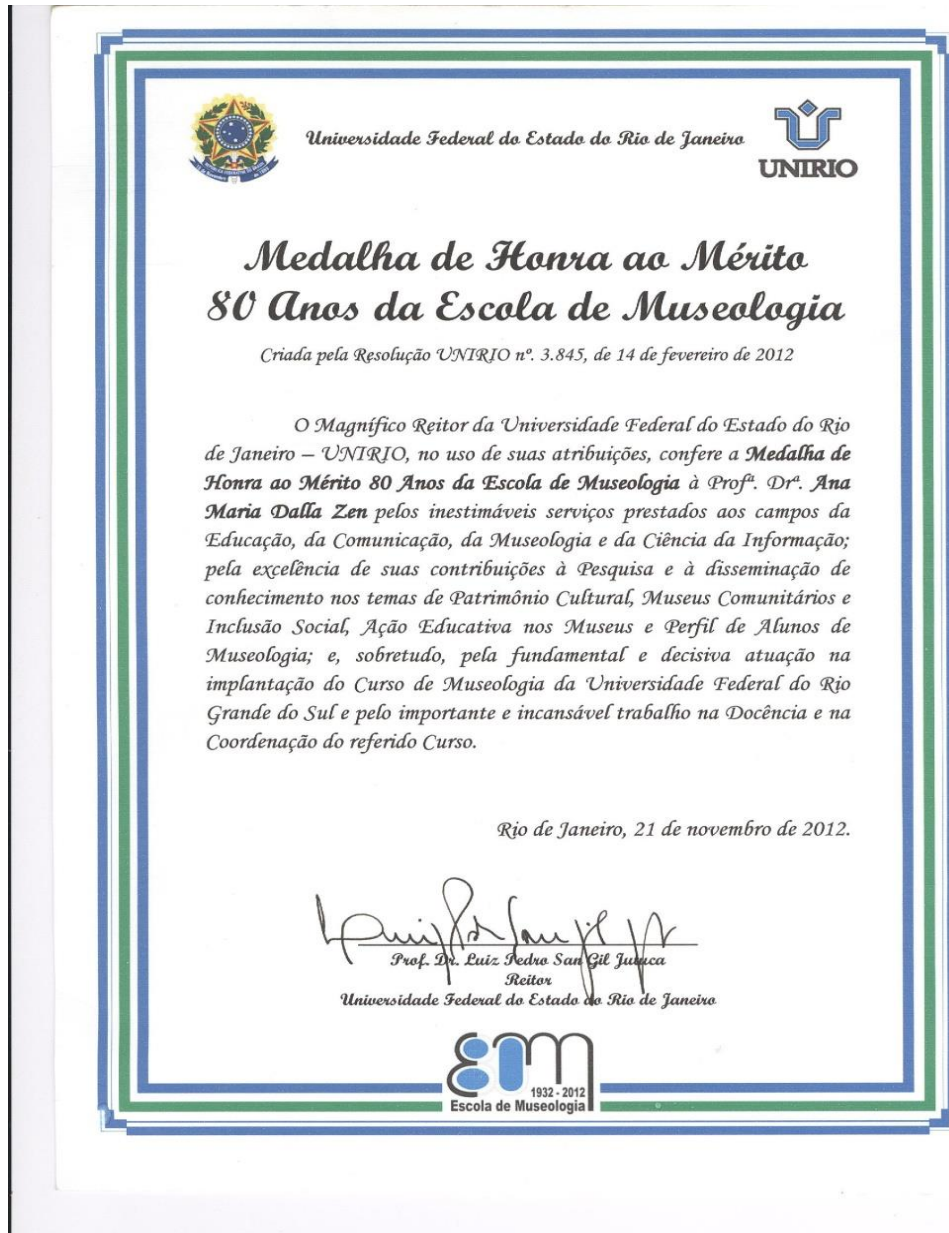 Universidade Federal do Estado do Rio de Janeiro
UNIRIO
Medalha de Honra ao Mérito
80 Anos da Escola de Museologia
Criada pela Resolução UNIRIO nº. 3.845, de 14 de fevereiro de 2012
O Magnífico Reitor da Universidade Federal do Estado do Rio
de Janeiro – UNIRIO, no uso de suas atribuições, confere a Medalha de
Honra ao Mérito 80 Anos da Escola de Museologia à Profª. Drª. Ana
Maria Dalla Zen pelos inestimáveis serviços prestados aos campos da
Educação, da Comunicação, da Museologia e da Ciência da Informação;
pela excelência de suas contribuições à Pesquisa e à disseminação de
conhecimento nos temas de Patrimônio Cultural, Museus Comunitários e
Inclusão Social, Ação Educativa nos Museus e Perfil de Alunos de
Museologia; e, sobretudo, pela fundamental e decisiva atuação na
implantação do Curso de Museologia da Universidade Federal do Rio
Grande do Sul e pelo importante e incansável trabalho na Docência e na
Coordenação do referido Curso.
Rio de Janeiro, 21 de novembro de 2012.
Prof. Dr. Luiz Pedro San Gil Jutuca
Reitor
Universidade Federal do Estado do Rio de Janeiro
1932 - 2012
Escola de Museologia